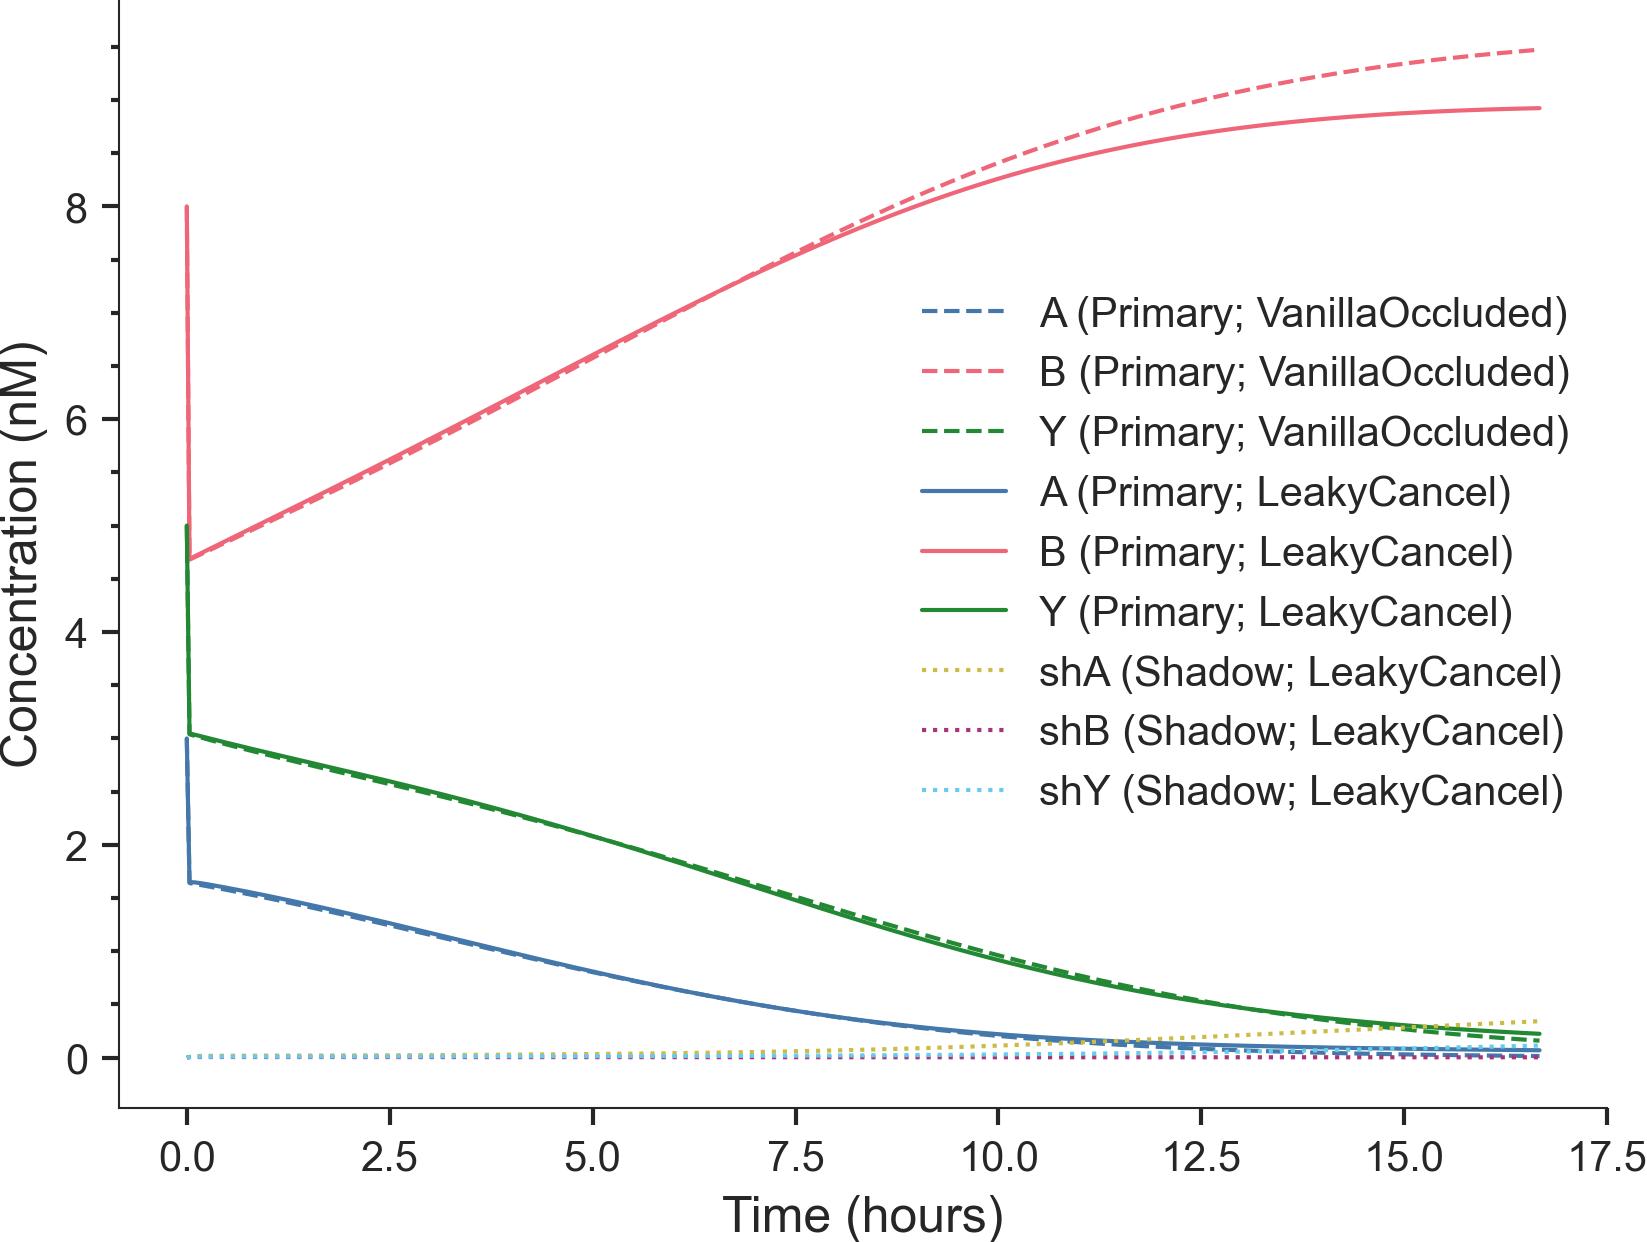 Concentration (nM)
8
6
4
2
0
A (Primary; VanillaOccluded)
B (Primary; VanillaOccluded)
Y (Primary; VanillaOccluded)
A (Primary; LeakyCancel)
B (Primary; LeakyCancel)
Y (Primary; LeakyCancel)
shA (Shadow; LeakyCancel)
shB (Shadow; LeakyCancel)
shY (Shadow; LeakyCancel)
0.0 2.5 5.0 7.5 10.0 12.5 15.0 17.5
Time (hours)